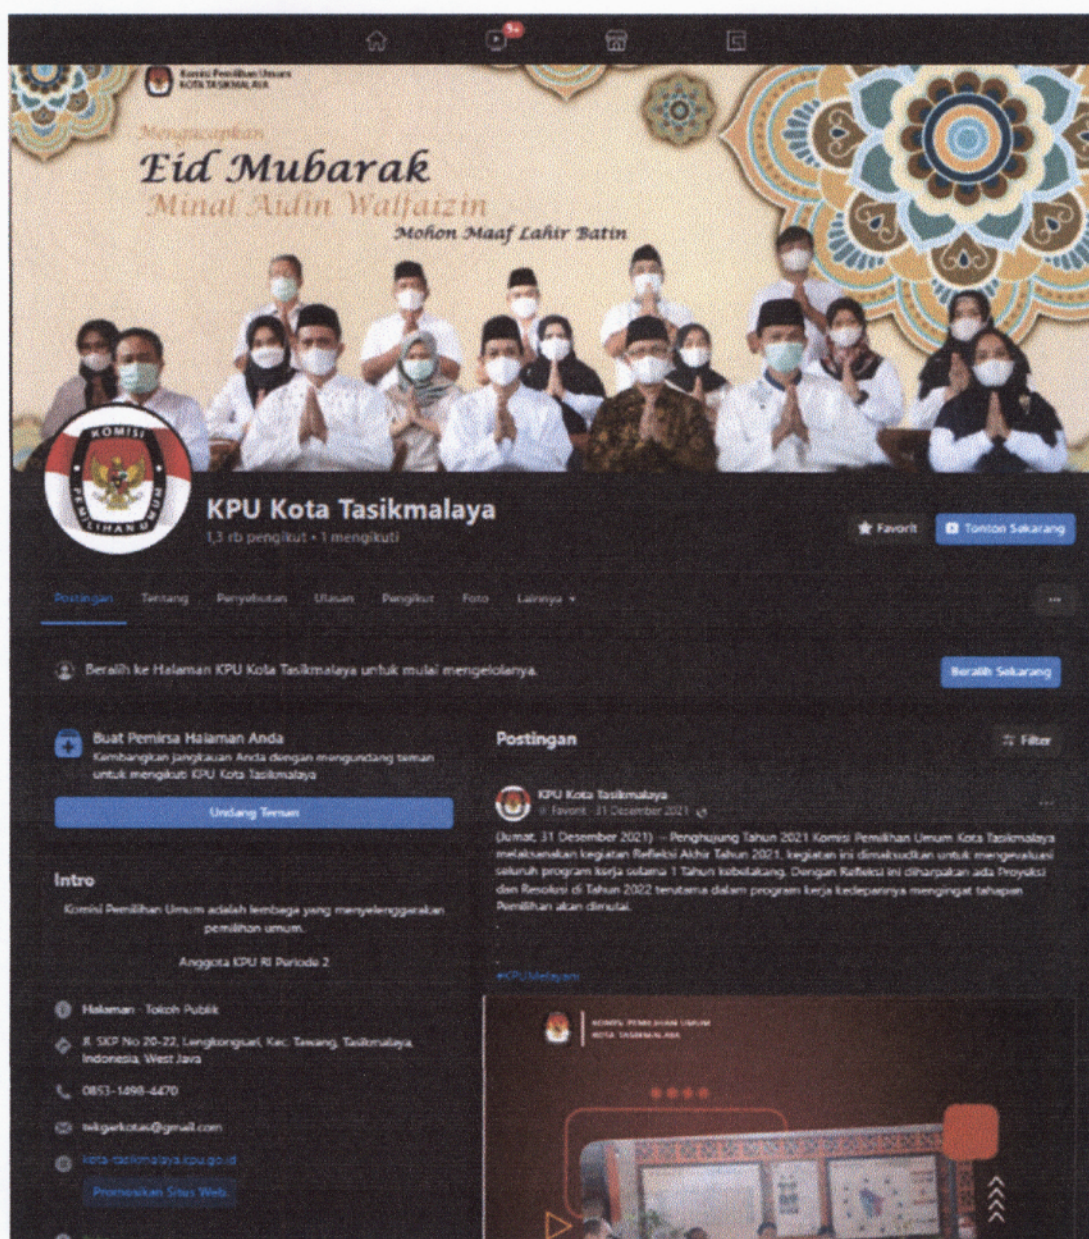 9+
Komisi Pemilihan Umum
KOTA TASIKMALAYA
Mengucapkan
Eid Mubarak
Minal Aidin Walfaizin
Mohon Maaf Lahir Batin
KOMISI PEMILIHAN UMUM
KPU Kota Tasikmalaya
1,3 rb pengikut • 1 mengikuti
Favorit
Tonton Sekarang
Postingan Tentang Penyebutan Ulasan Pengikut Foto Lainnya
Beralih ke Halaman KPU Kota Tasikmalaya untuk mulai mengelolanya.
Beralih Sekarang
Buat Pemirsa Halaman Anda
Kembangkan jangkauan Anda dengan mengundang teman
untuk mengikuti KPU Kota Tasikmalaya
Undang Teman
Intro
Komisi Pemilihan Umum adalah lembaga yang menyelenggarakan
pemilihan umum.
Anggota KPU RI Periode 2
Halaman · Tokoh Publik
Jl. SKP No 20-22, Lengkongsari, Kec. Tawang, Tasikmalaya,
Indonesia, West Java
0853-1498-4470
tekgarkotas@gmail.com
kota-tasikmalaya.kpu.go.id
Promosikan Situs Web
Postingan
Filter
KPU Kota Tasikmalaya
Favorit · 31 Desember 2021
(Jumat, 31 Desember 2021) – Penghujung Tahun 2021 Komisi Pemilihan Umum Kota Tasikmalaya
melaksanakan kegiatan Refleksi Akhir Tahun 2021, kegiatan ini dimaksudkan untuk mengevaluasi
seluruh program kerja selama 1 Tahun kebelakang. Dengan Refleksi ini diharapkan ada Proyeksi
dan Resolusi di Tahun 2022 terutama dalam program kerja kedepannya mengingat tahapan
Pemilihan akan dimulai.
.
.
#KPUMelayani
KOMISI PEMILIHAN UMUM
KOTA TASIKMALAYA